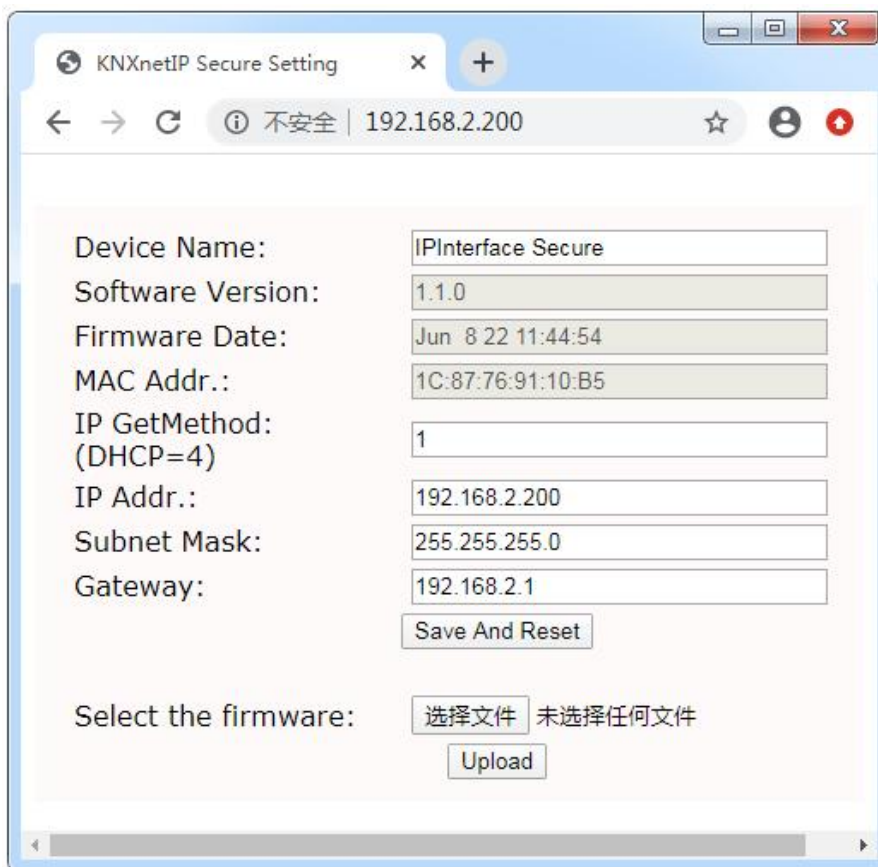 KNXnetIP Secure Setting
不安全 | 192.168.2.200
Device Name: IPInterface Secure
Software Version: 1.1.0
Firmware Date: Jun  8 22 11:44:54
MAC Addr.: 1C:87:76:91:10:B5
IP GetMethod:
(DHCP=4) 1
IP Addr.: 192.168.2.200
Subnet Mask: 255.255.255.0
Gateway: 192.168.2.1
Save And Reset
Select the firmware: 选择文件 未选择任何文件
Upload